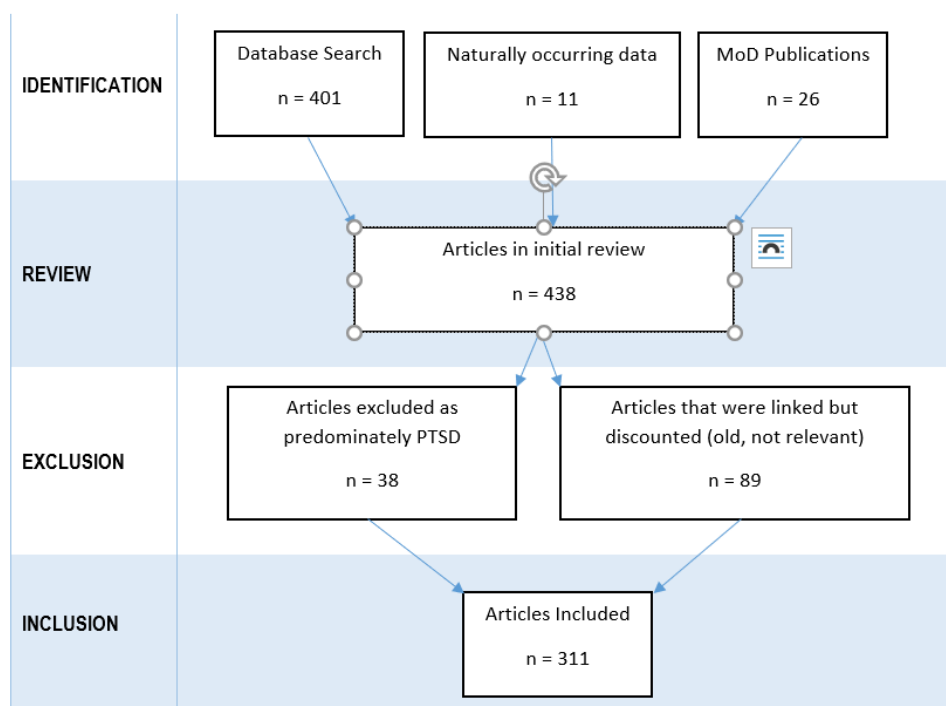 IDENTIFICATION
Database Search
n = 401
Naturally occurring data
n = 11
MoD Publications
n = 26
REVIEW
Articles in initial review
n = 438
EXCLUSION
Articles excluded as
predominately PTSD
n = 38
Articles that were linked but
discounted (old, not relevant)
n = 89
INCLUSION
Articles Included
n = 311